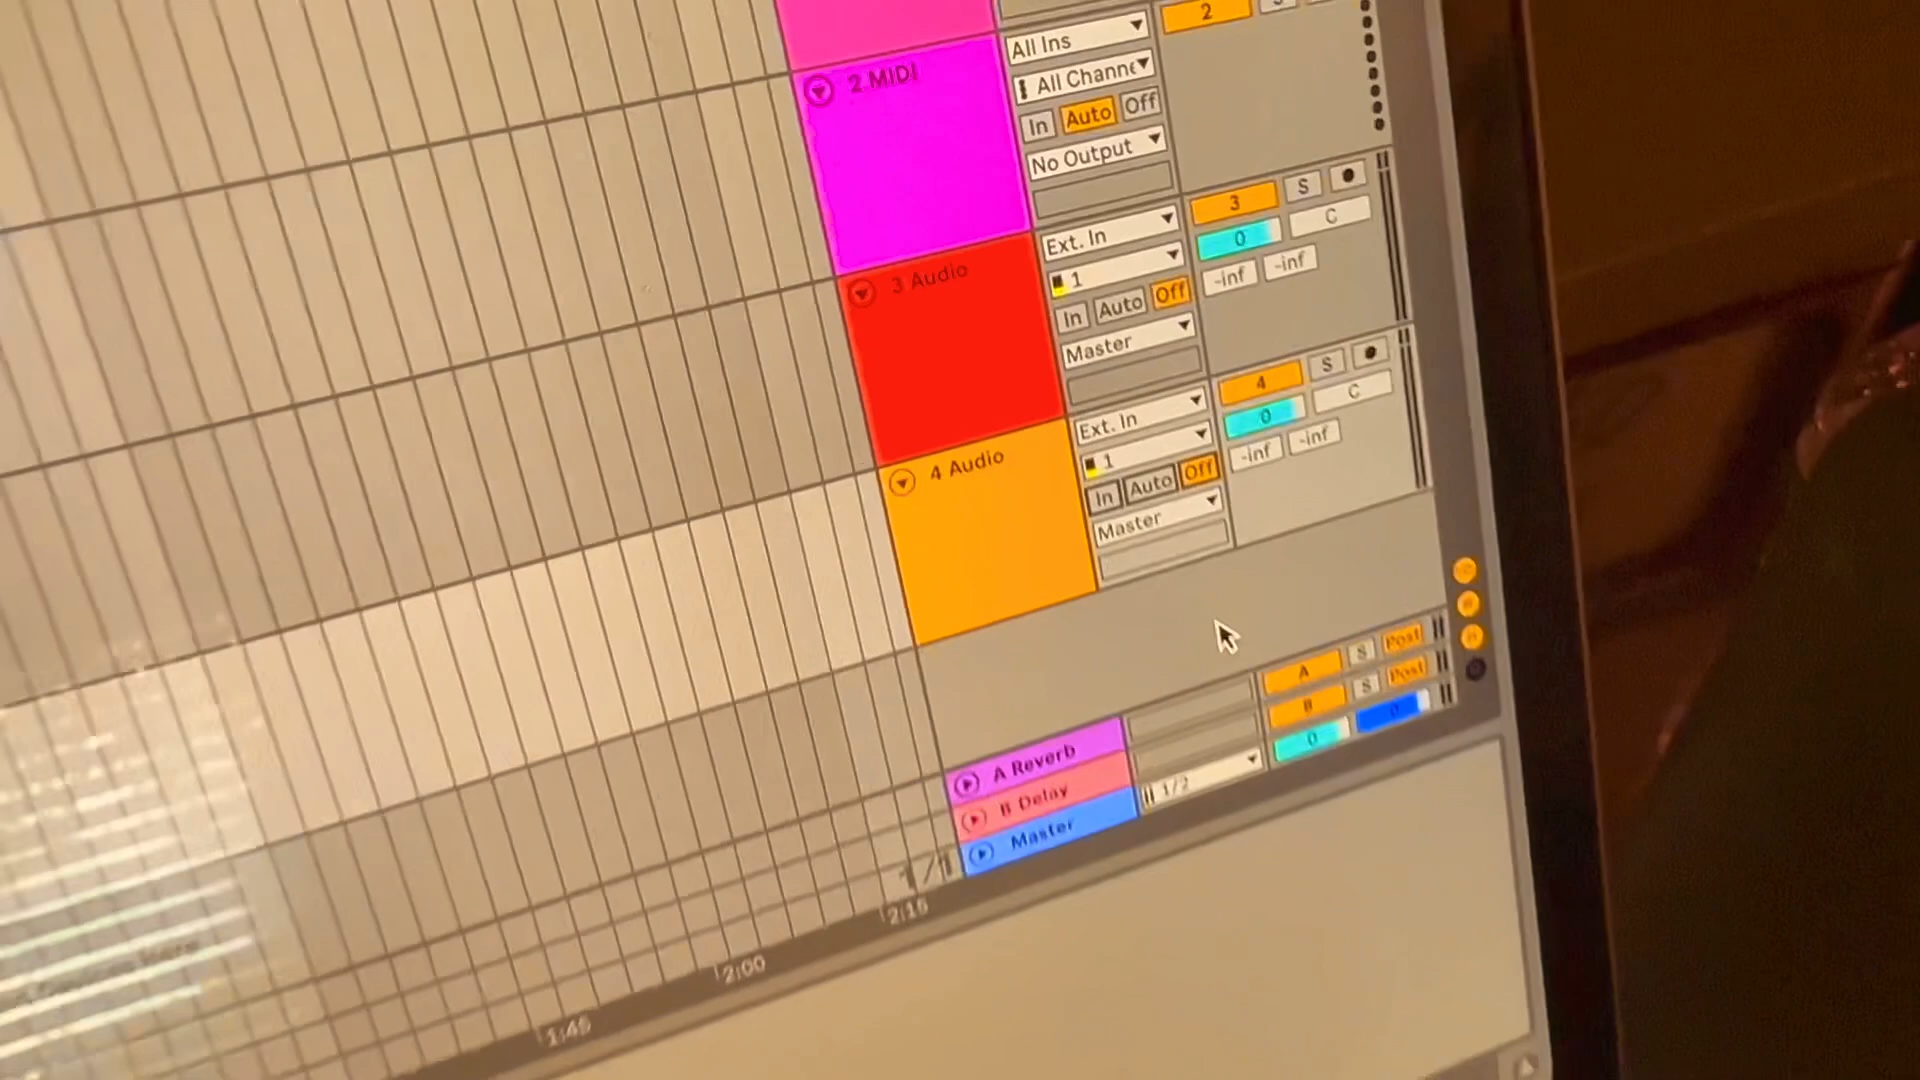 2
S
All Ins
2 MIDI
All Channe
In Auto Off
No Output
3 S
Ext. In
0 C
3 Audio
1
-inf -inf
In Auto Off
Master
4 S
Ext. In
0 C
4 Audio
1
-inf -inf
In Auto Off
Master
A S Post
B S Post
A Reverb
0 0
B Delay
1/2
Master
1/1
2:15
2:00
1:45